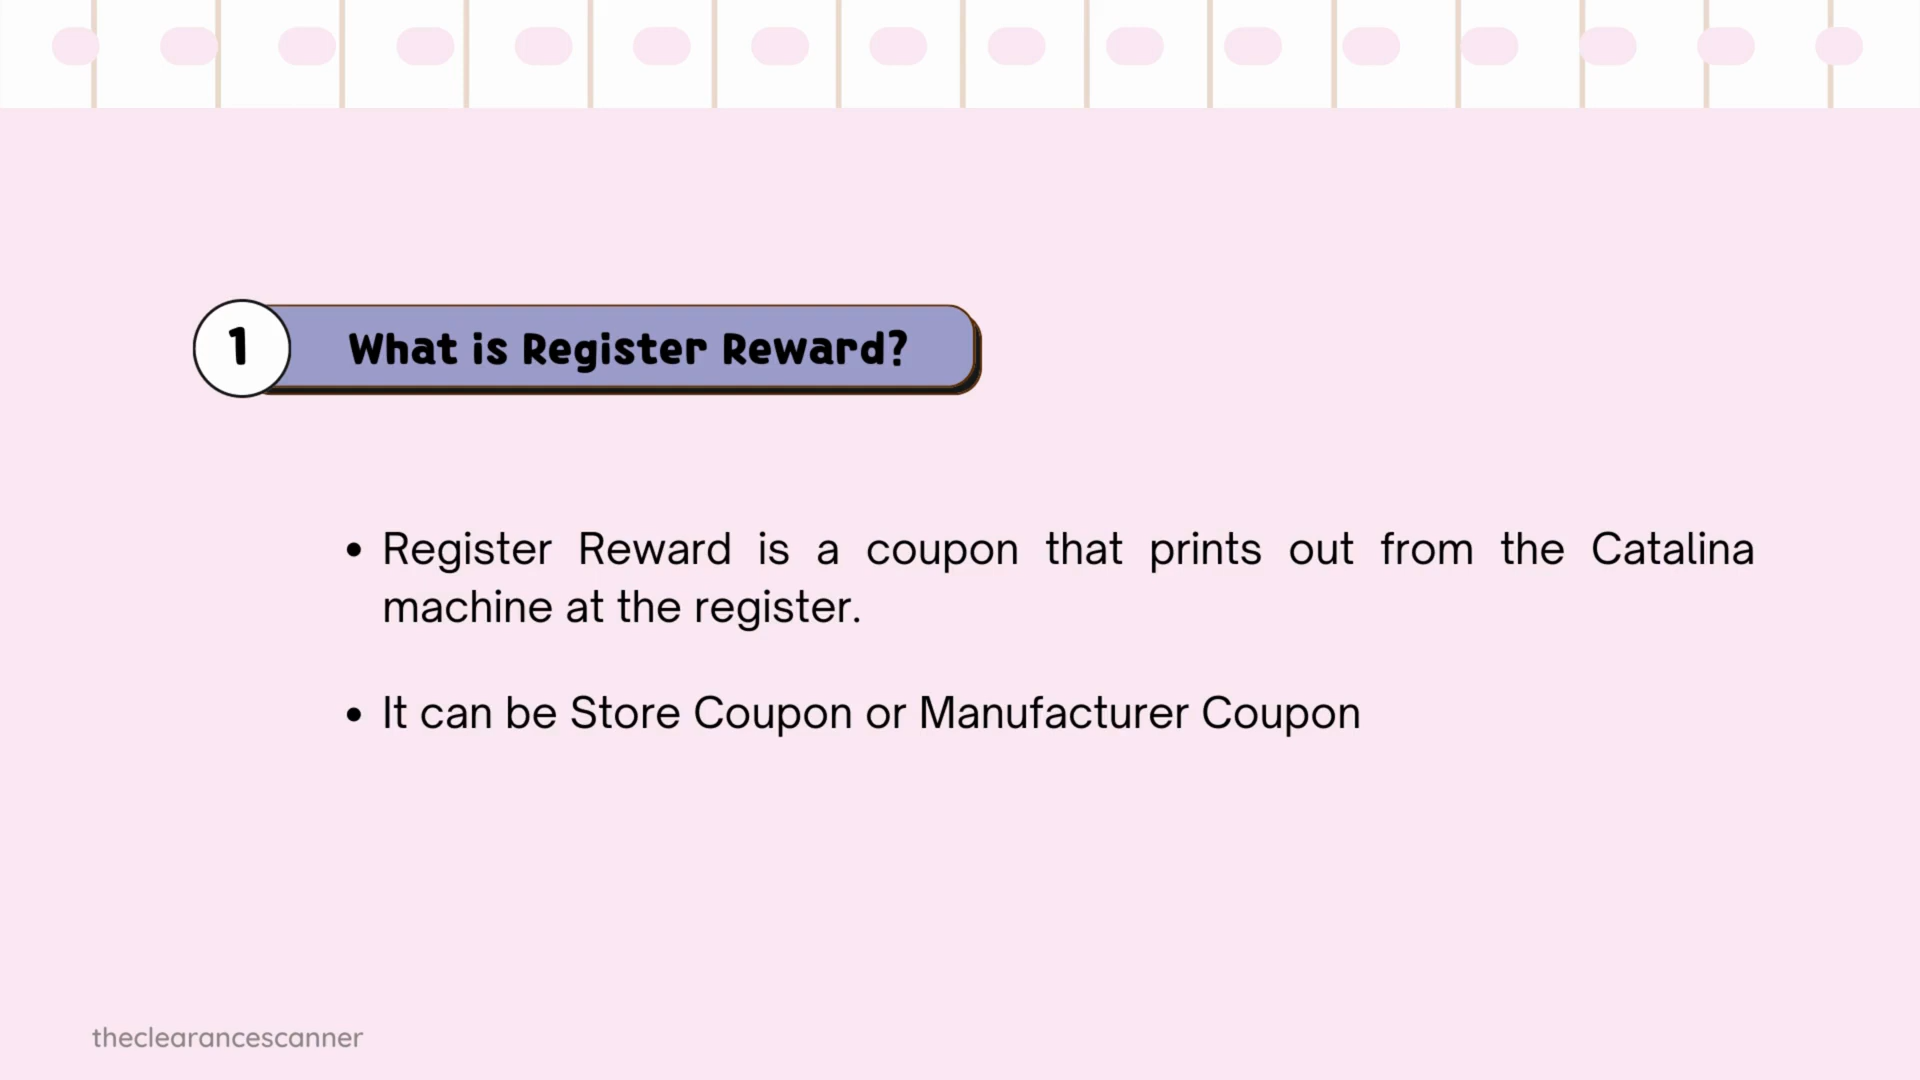 1
What is Register Reward?
• Register Reward is a coupon that prints out from the Catalina
machine at the register.
• It can be Store Coupon or Manufacturer Coupon
theclearancescanner